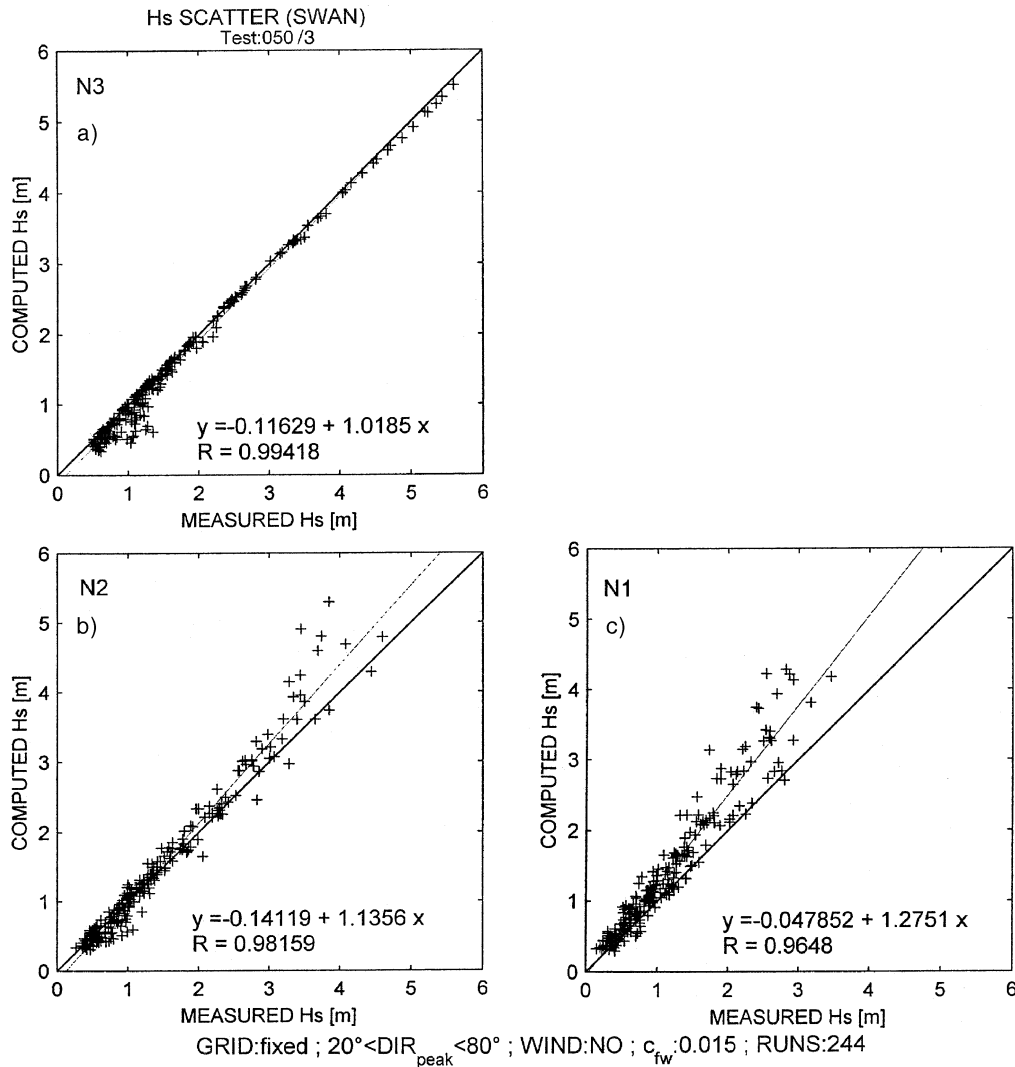 Hs SCATTER (SWAN)
Test:050 /3
N3
a)
6
5
4
3
2
1
0
COMPUTED Hs [m]
y =-0.11629 + 1.0185 x
R = 0.99418
0 1 2 3 4 5 6
MEASURED Hs [m]
N2
b)
6
5
4
3
2
1
0
COMPUTED Hs [m]
y =-0.14119 + 1.1356 x
R = 0.98159
0 1 2 3 4 5 6
MEASURED Hs [m]
N1
c)
6
5
4
3
2
1
0
COMPUTED Hs [m]
y =-0.047852 + 1.2751 x
R = 0.9648
0 1 2 3 4 5 6
MEASURED Hs [m]
GRID:fixed ; 20°<DIRpeak<80° ; WIND:NO ; cfw:0.015 ; RUNS:244